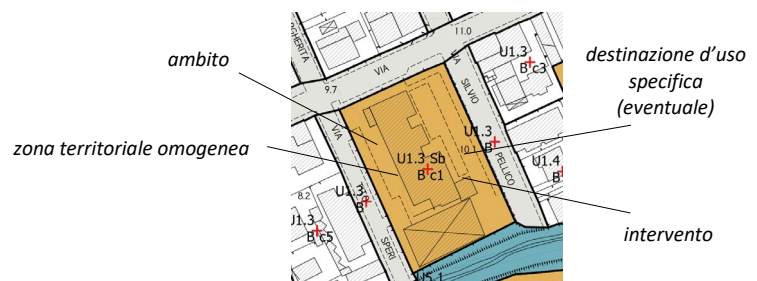 ambito
zona territoriale omogenea
destinazione d’uso
specifica
(eventuale)
intervento
VIA
11.0
VIA
SILVIO
PELLICO
U1.3
B c3
9.7
VIA
SPERI
U1.3 Sb
B c1
10.1
U1.3
B
U1.4
B
U1.3
B
8.2
U1.3
B c5